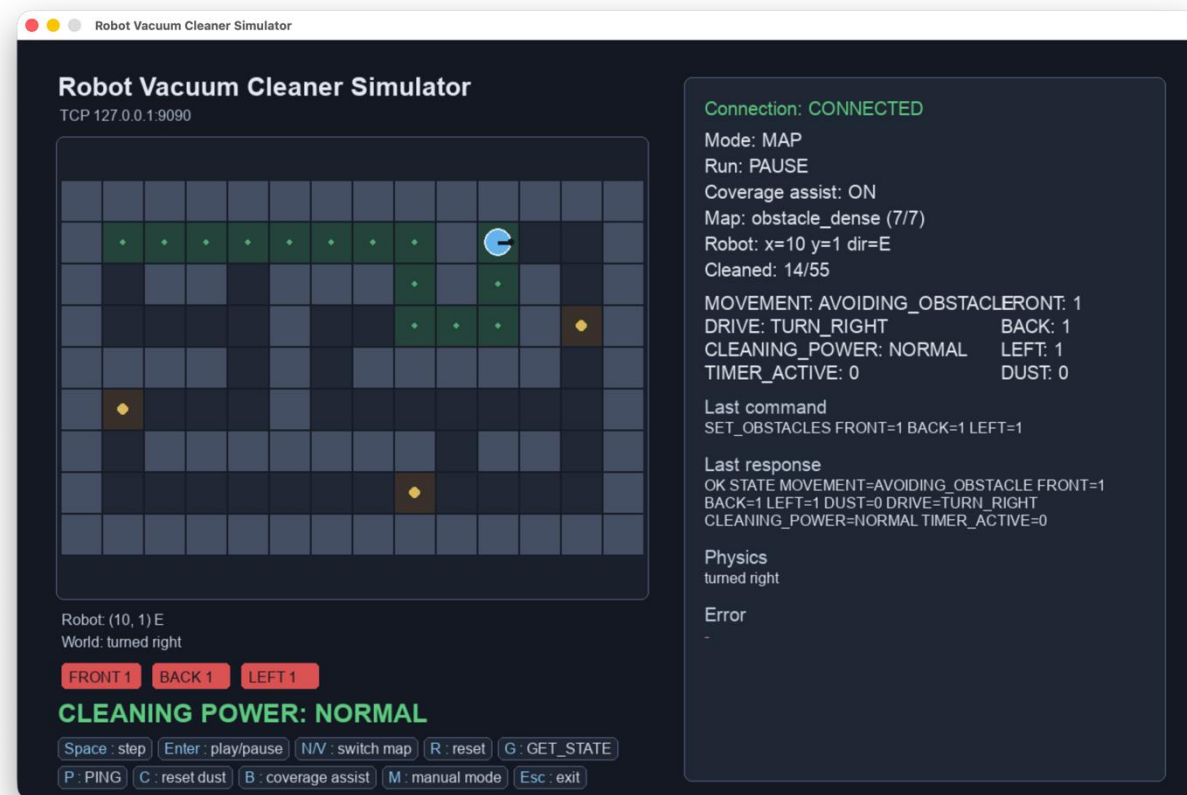 Robot Vacuum Cleaner Simulator
Robot Vacuum Cleaner Simulator
TCP 127.0.0.1:9090
Robot: (10, 1) E
World: turned right
FRONT 1 BACK 1 LEFT 1
CLEANING POWER: NORMAL
Space : step Enter : play/pause N/V : switch map R : reset G : GET_STATE
P : PING C : reset dust B : coverage assist M : manual mode Esc : exit
Connection: CONNECTED
Mode: MAP
Run: PAUSE
Coverage assist: ON
Map: obstacle_dense (7/7)
Robot: x=10 y=1 dir=E
Cleaned: 14/55
MOVEMENT: AVOIDING_OBSTACLE FRONT: 1
DRIVE: TURN_RIGHT BACK: 1
CLEANING_POWER: NORMAL LEFT: 1
TIMER_ACTIVE: 0 DUST: 0
Last command
SET_OBSTACLES FRONT=1 BACK=1 LEFT=1
Last response
OK STATE MOVEMENT=AVOIDING_OBSTACLE FRONT=1
BACK=1 LEFT=1 DUST=0 DRIVE=TURN_RIGHT
CLEANING_POWER=NORMAL TIMER_ACTIVE=0
Physics
turned right
Error
-